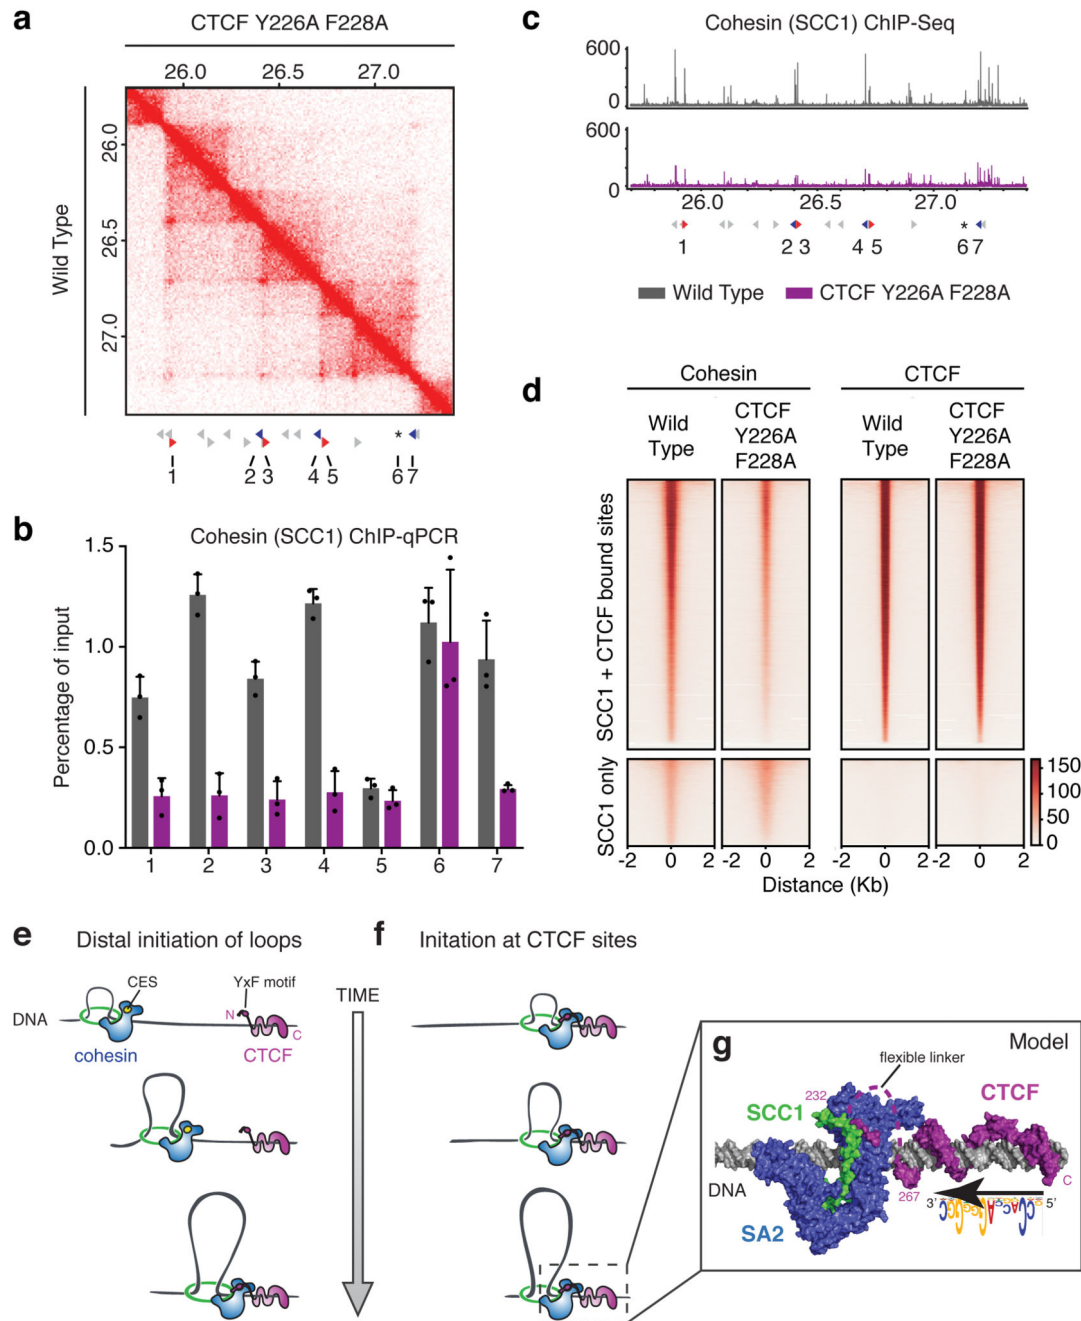 a
CTCF Y226A F228A
26.0 26.5 27.0
Wild Type
26.0
26.5
27.0
*
1 2 3 4 5 6 7
b
Cohesin (SCC1) ChIP-qPCR
Percentage of input
1.5
1.0
0.5
0.0
1 2 3 4 5 6 7
c
Cohesin (SCC1) ChIP-Seq
600
0
600
0
26.0 26.5 27.0
*
1 2 3 4 5 6 7
Wild Type CTCF Y226A F228A
d
Cohesin CTCF
Wild Type
CTCF Y226A F228A
Wild Type
CTCF Y226A F228A
SCC1 + CTCF bound sites
SCC1 only
150
100
50
0
-2 0 2 -2 0 2 -2 0 2 -2 0 2
Distance (Kb)
e
Distal initiation of loops
CES
YxF motif
DNA
N
C
cohesin
CTCF
TIME
f
Initation at CTCF sites
g
Model
flexible linker
232
SCC1
CTCF
DNA
267
C
SA2
3' 5'